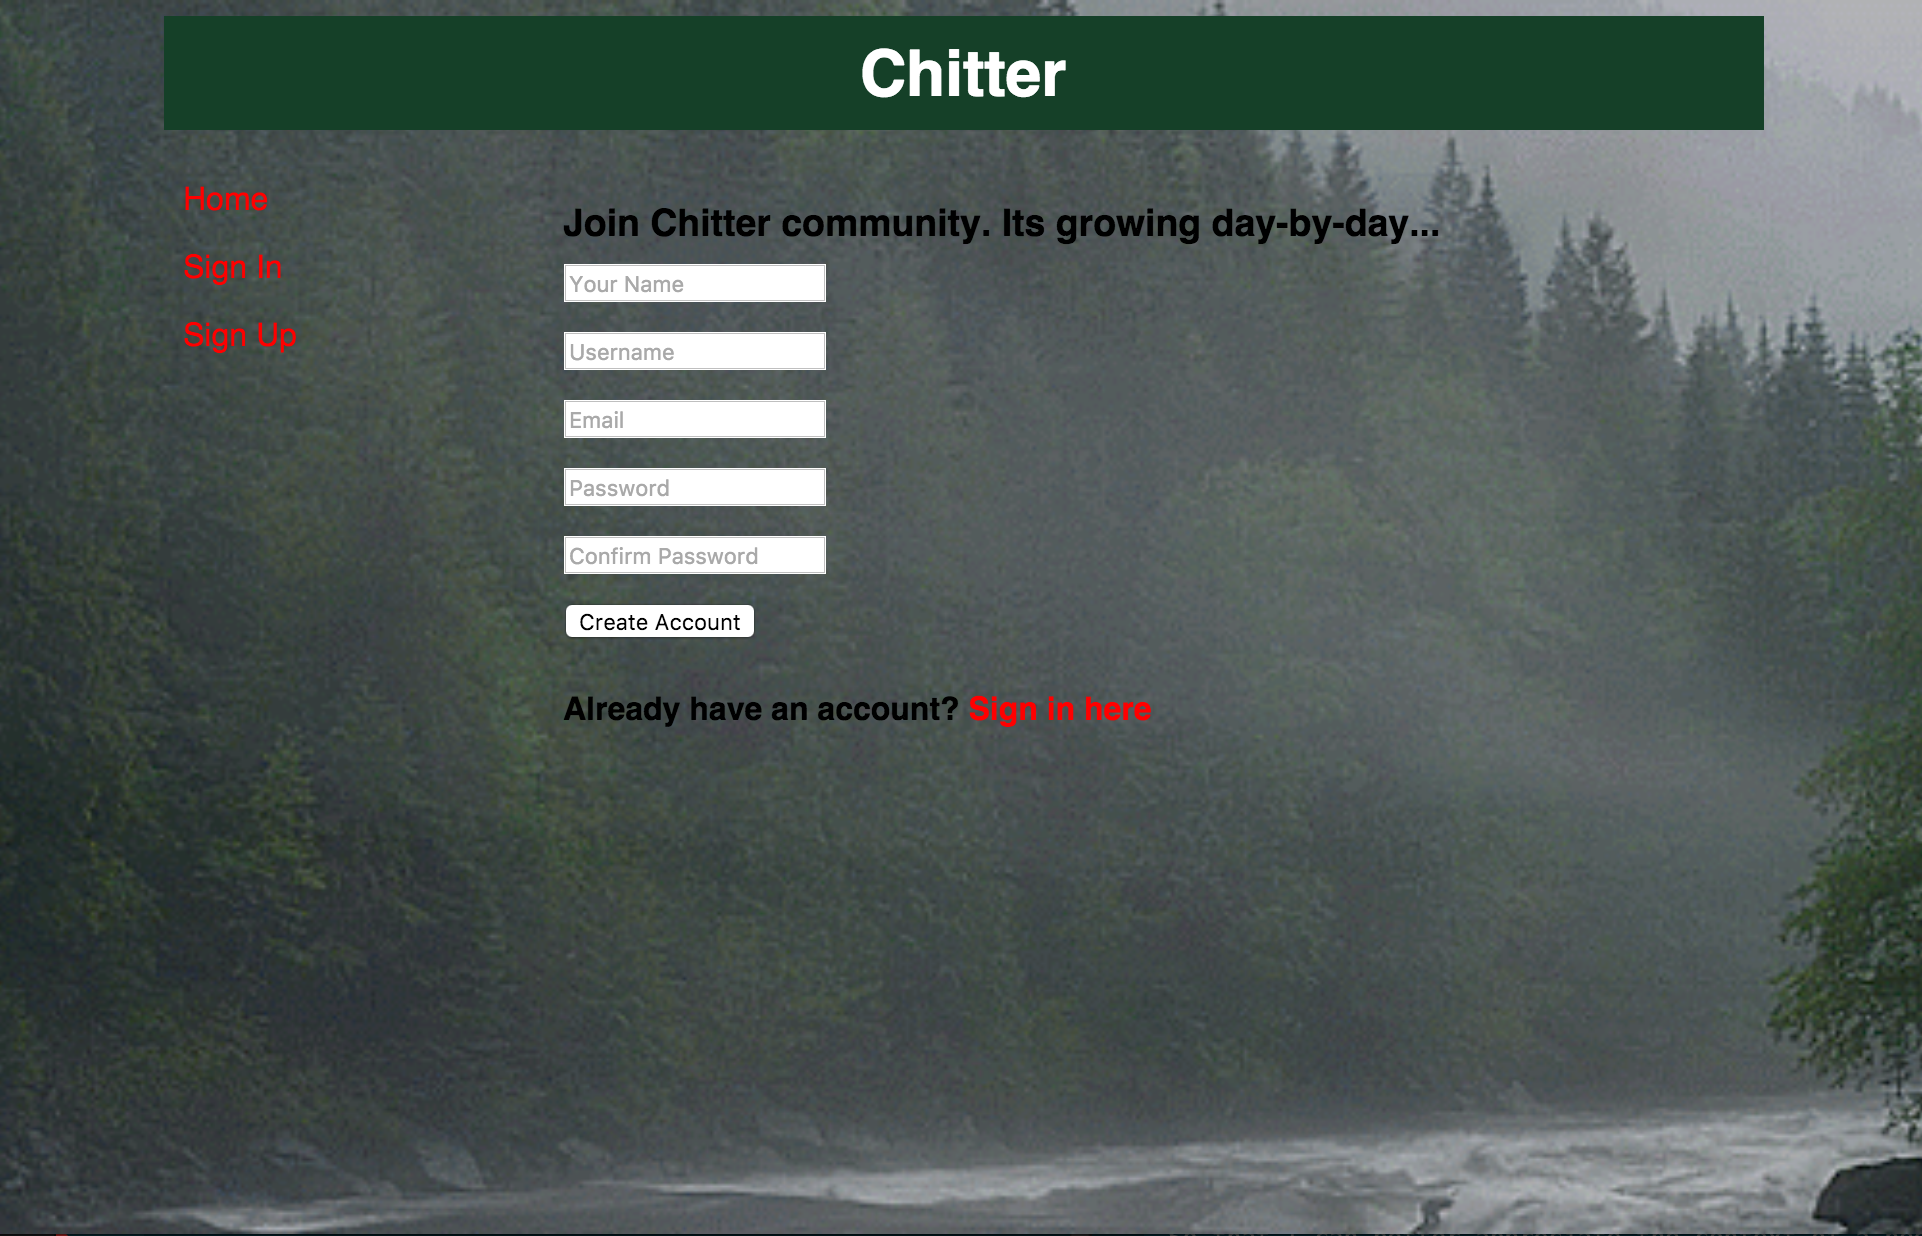 Chitter
Home
Sign In
Sign Up
Join Chitter community. Its growing day-by-day...
Your Name
Username
Email
Password
Confirm Password
Create Account
Already have an account? Sign in here